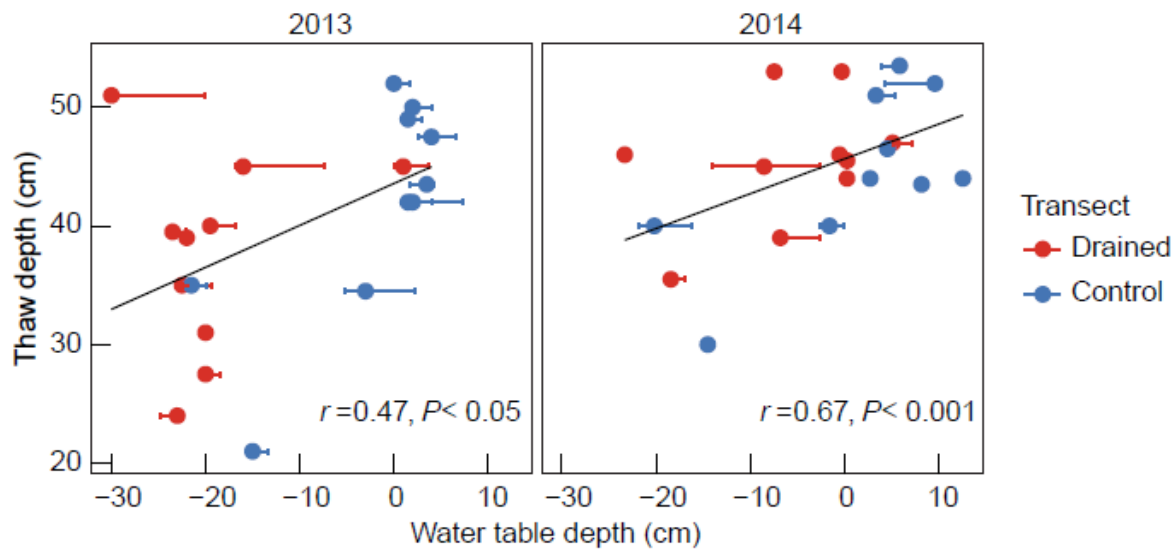 2013 2014
Thaw depth (cm)
50
40
30
20
r =0.47, P< 0.05
r =0.67, P< 0.001
−30 −20 −10 0 10
−30 −20 −10 0 10
Water table depth (cm)
Transect
Drained
Control